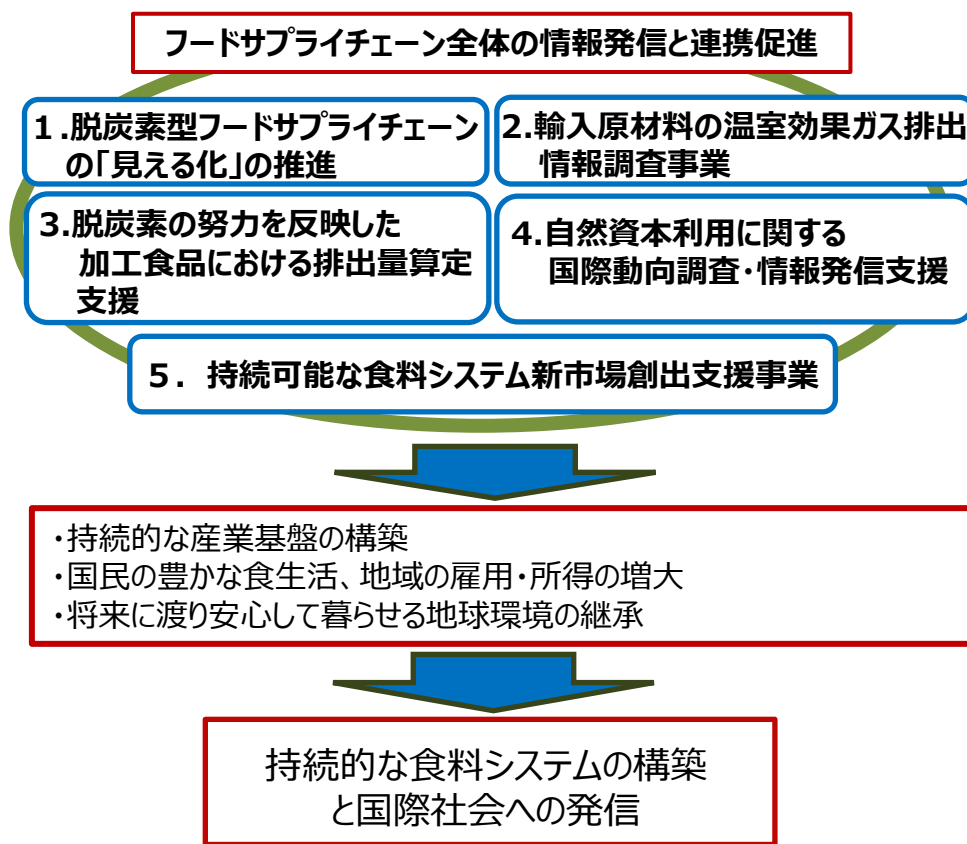 フードサプライチェーン全体の情報発信と連携促進
１.脱炭素型フードサプライチェーン
の「見える化」の推進
2.輸入原材料の温室効果ガス排出
情報調査事業
3.脱炭素の努力を反映した
加工食品における排出量算定
支援
4.自然資本利用に関する
国際動向調査・情報発信支援
５．持続可能な食料システム新市場創出支援事業
・持続的な産業基盤の構築
・国民の豊かな食生活、地域の雇用・所得の増大
・将来に渡り安心して暮らせる地球環境の継承
持続的な食料システムの構築
と国際社会への発信